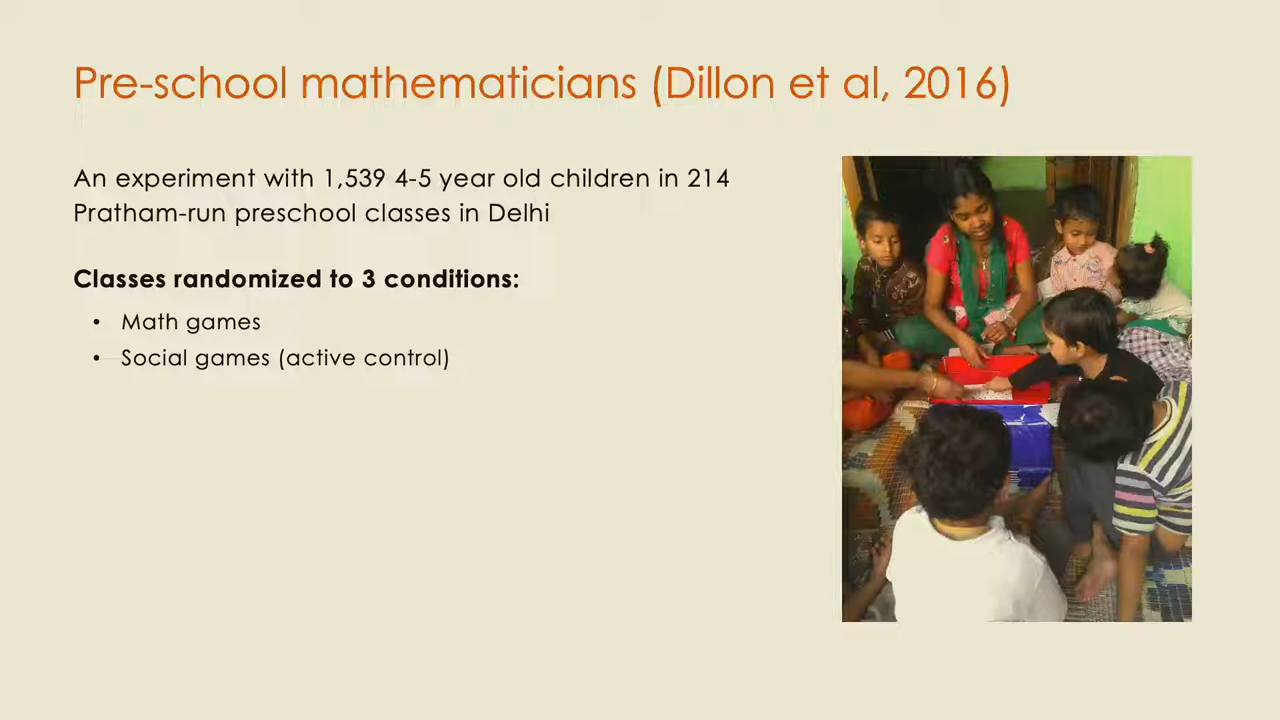 Pre-school mathematicians (Dillon et al, 2016)
An experiment with 1,539 4-5 year old children in 214
Pratham-run preschool classes in Delhi
Classes randomized to 3 conditions:
• Math games
• Social games (active control)